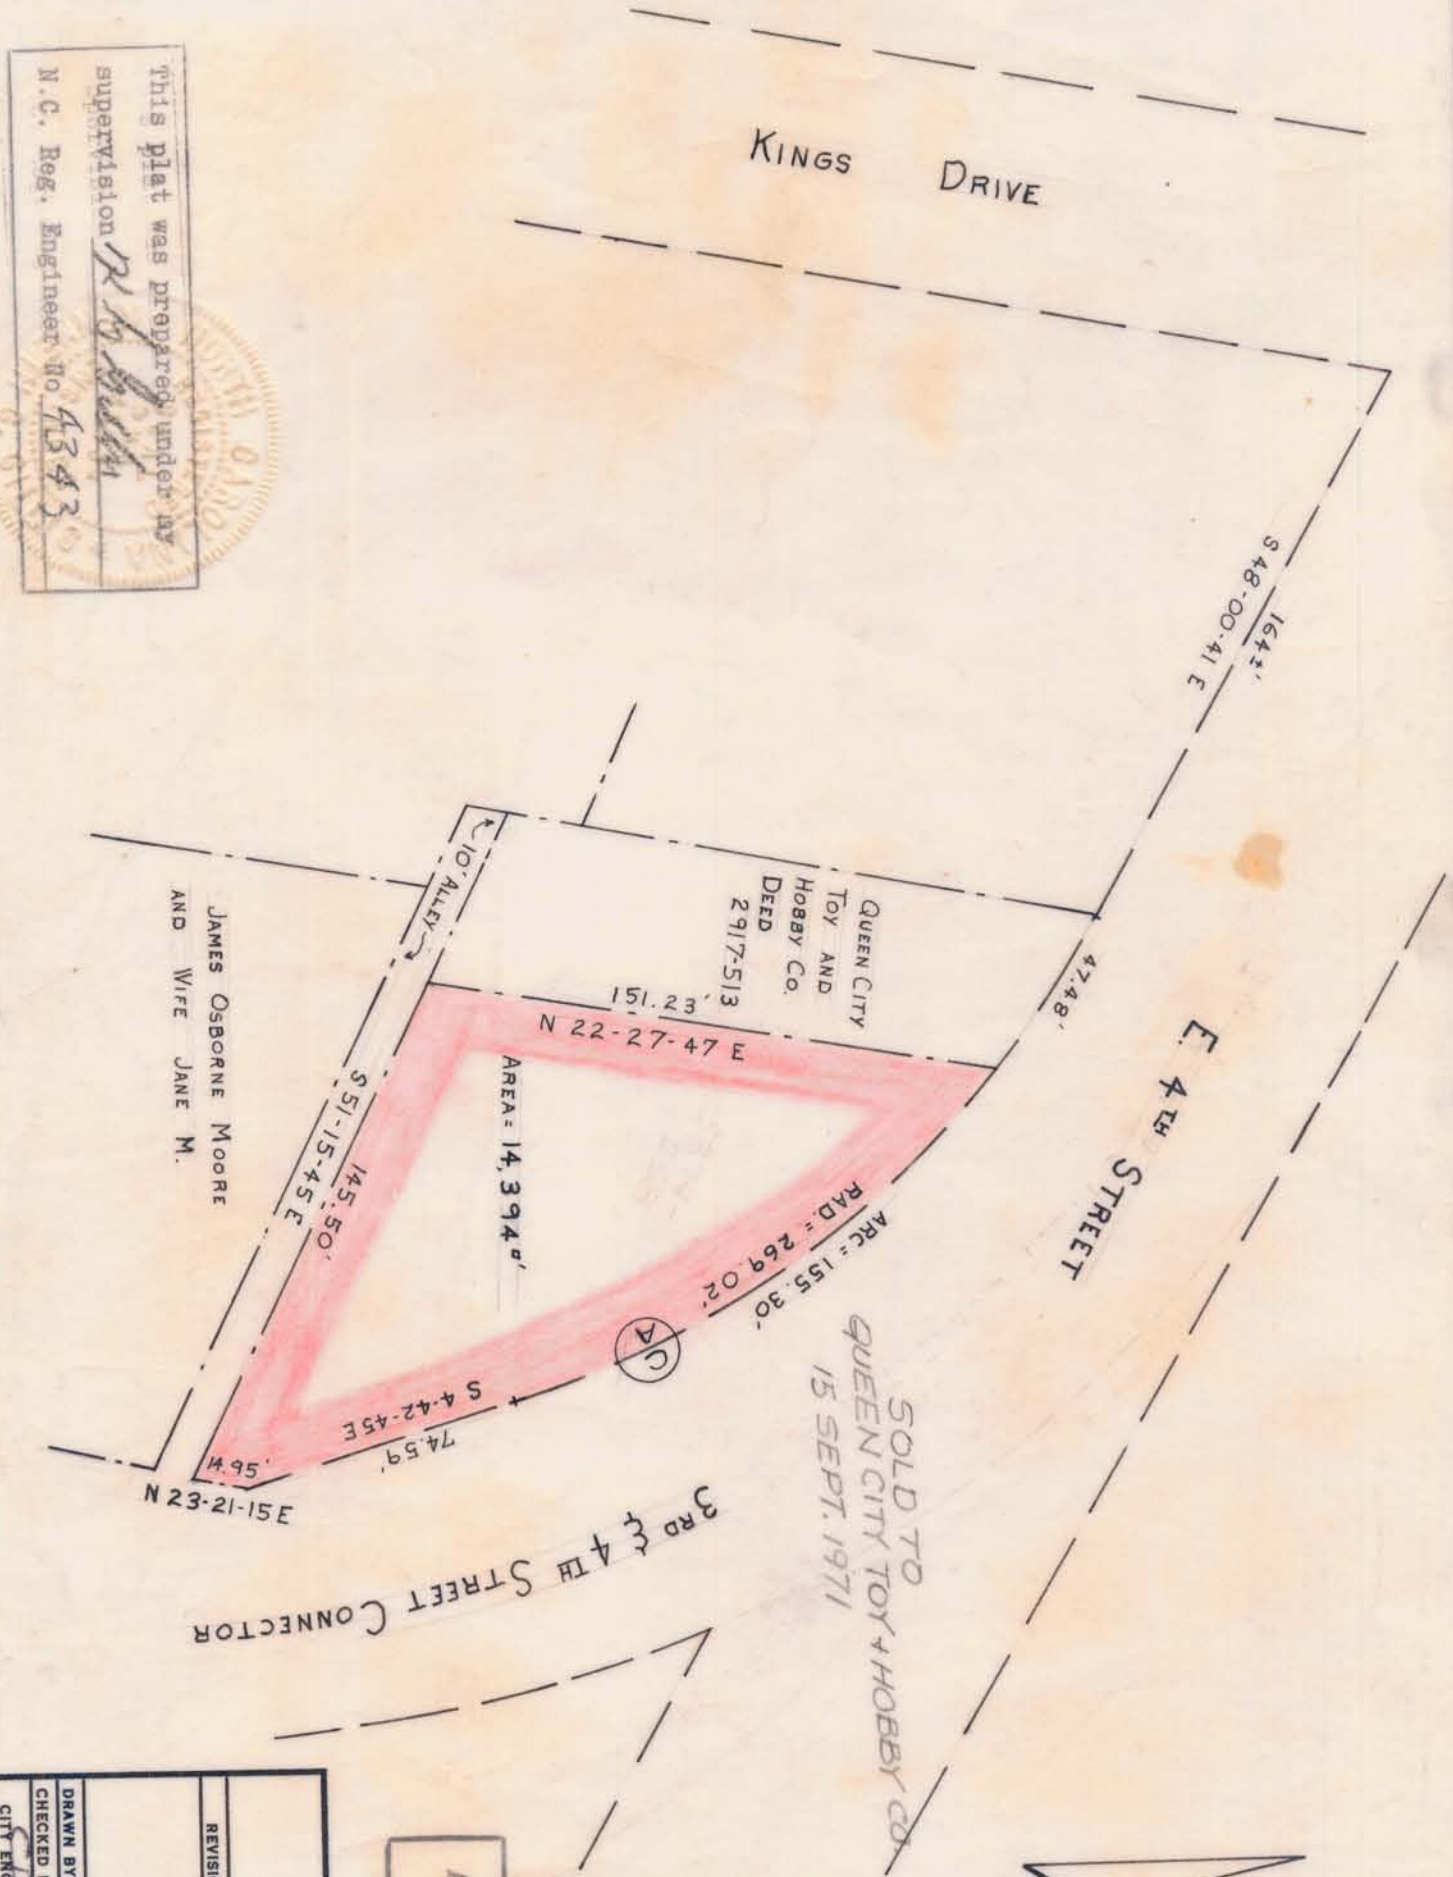 KINGS DRIVE
This plat was prepared under my
supervision
N.C. Reg. Engineer No. 4343
164±'
S 48-00-41 E
47.48'
E. 4TH STREET
QUEEN CITY
TOY AND
HOBBY CO.
DEED
2917-513
10' ALLEY
151.23'
N 22-27-47 E
AREA = 14,394□'
ARC = 155.30'
RAD. = 269.02'
C
A
145.50'
S 51-15-45 E
S 4-42-45 E
74.59'
14.95'
N 23-21-15 E
JAMES OSBORNE MOORE
AND WIFE JANE M.
SOLD TO
QUEEN CITY TOY + HOBBY CO.
15 SEPT. 1971
3RD & 4TH STREET CONNECTOR
REVISI
DRAWN BY
CHECKED
CITY ENG